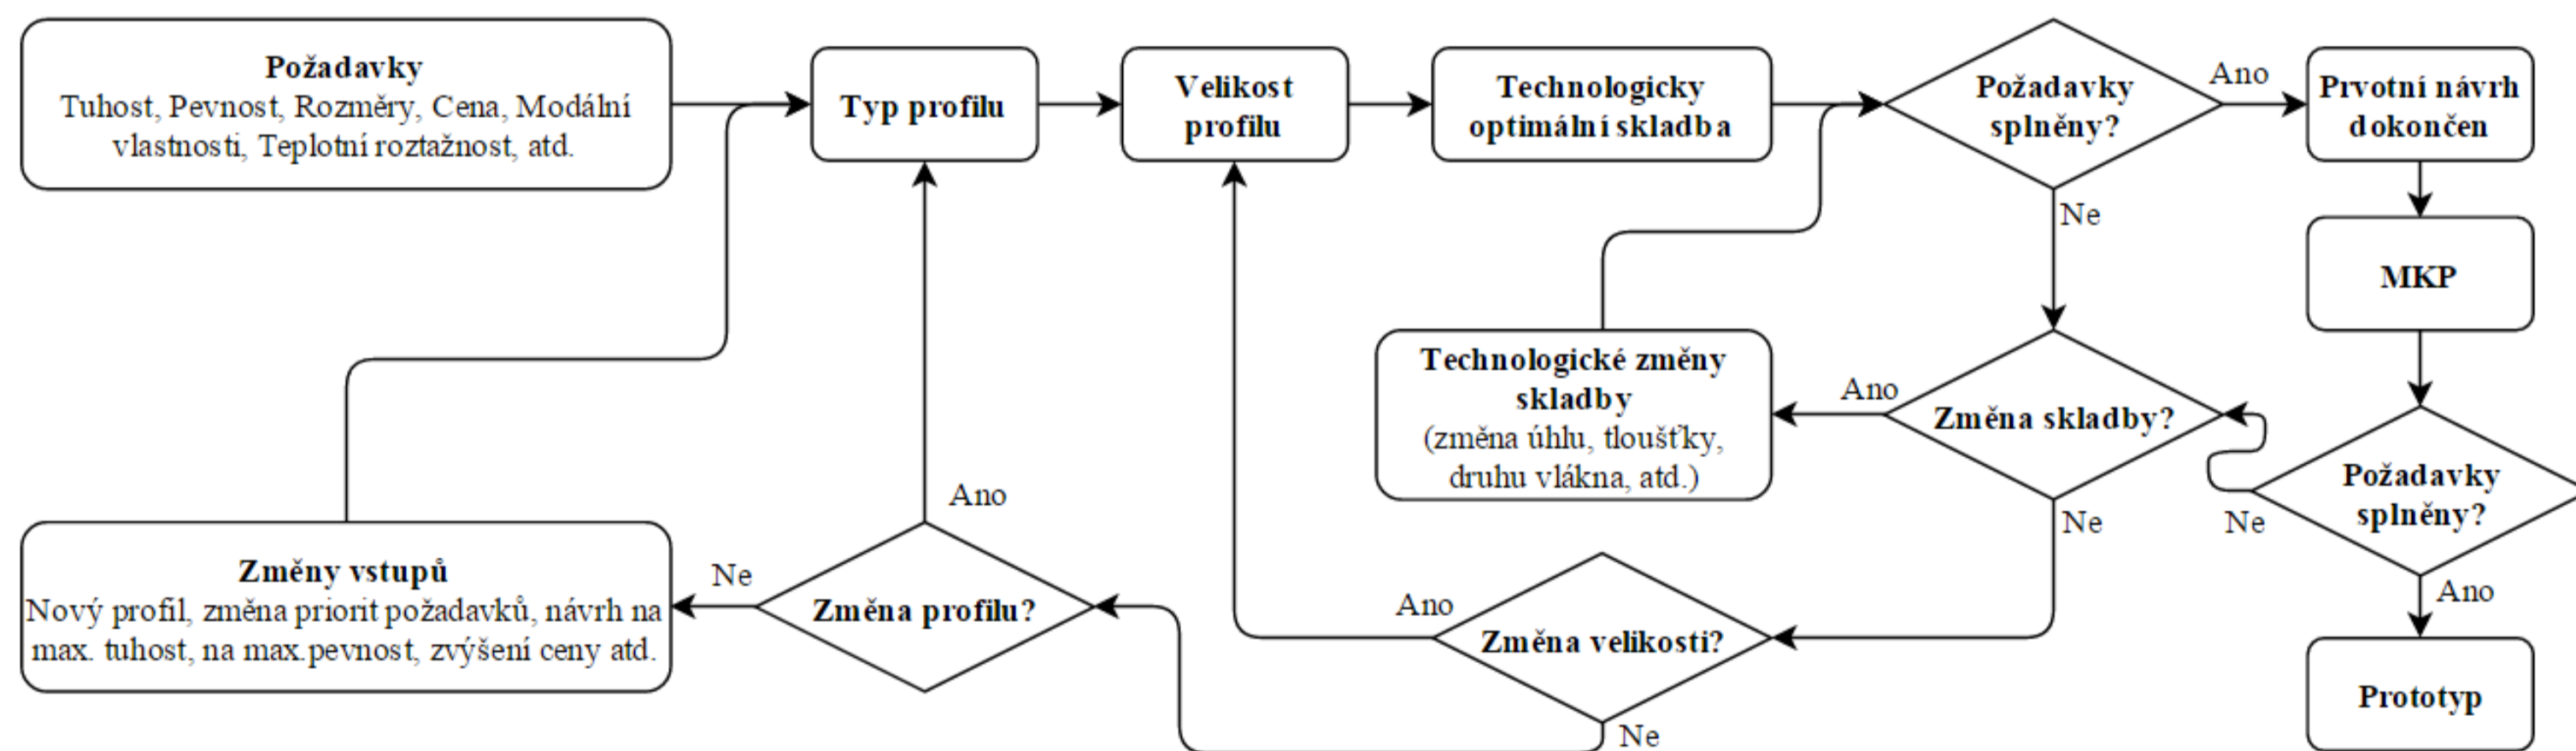 Požadavky
Tuhost, Pevnost, Rozměry, Cena, Modální
vlastnosti, Teplotní roztažnost, atd.
Typ profilu
Velikost
profilu
Technologicky
optimální skladba
Požadavky
splněny?
Ano
Prvotní návrh
dokončen
Ne
MKP
Technologické změny
skladby
(změna úhlu, tloušťky,
druhu vlákna, atd.)
Ano
Změna skladby?
Požadavky
splněny?
Ne
Ne
Ano
Změny vstupů
Nový profil, změna priorit požadavků, návrh na
max. tuhost, na max.pevnost, zvýšení ceny atd.
Ne
Změna profilu?
Ano
Ano
Změna velikosti?
Ne
Prototyp